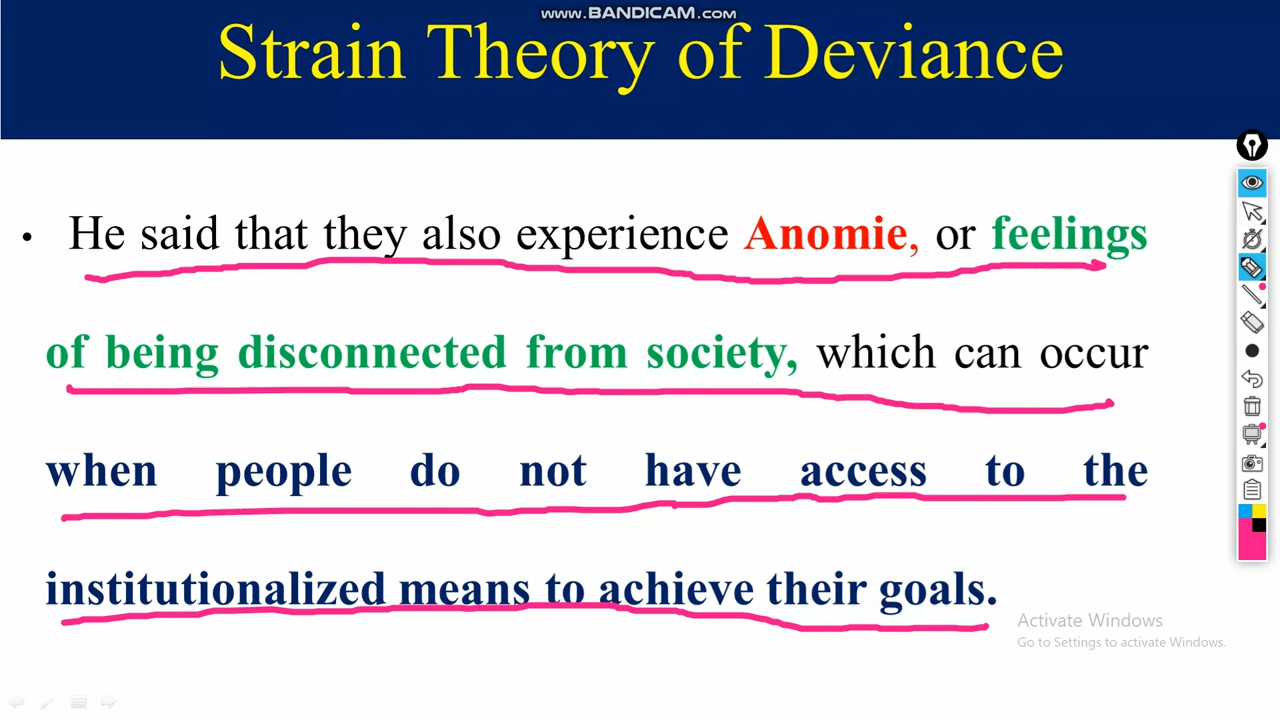 www.BANDICAM.com
Strain Theory of Deviance
• He said that they also experience Anomie, or feelings
of being disconnected from society, which can occur
when people do not have access to the
institutionalized means to achieve their goals.
Activate Windows
Go to Settings to activate Windows.